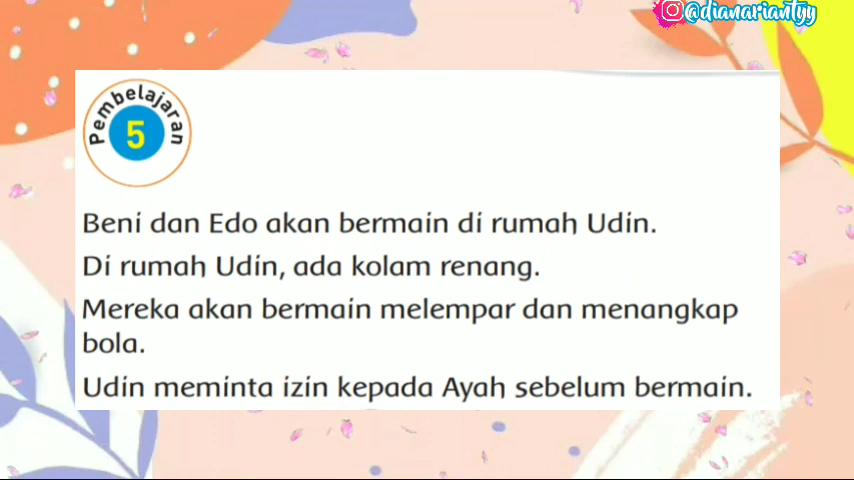 @dianariantyy
Pembelajaran
5
Beni dan Edo akan bermain di rumah Udin.
Di rumah Udin, ada kolam renang.
Mereka akan bermain melempar dan menangkap
bola.
Udin meminta izin kepada Ayah sebelum bermain.